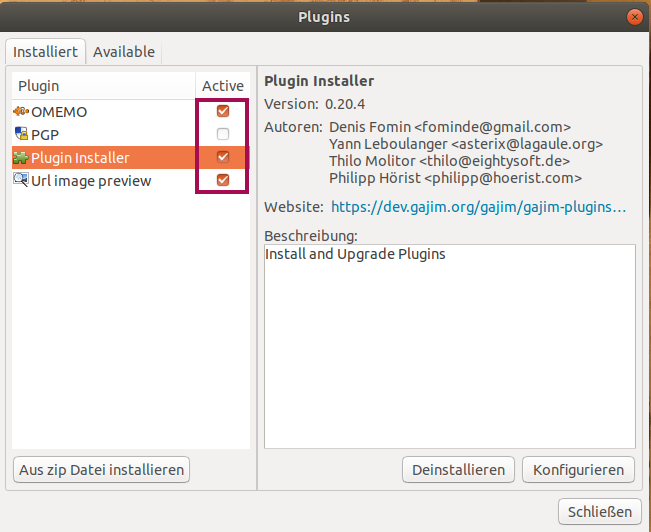 Plugins
Installiert
Available
Plugin Active
OMEMO
PGP
Plugin Installer
Url image preview
Aus zip Datei installieren
Plugin Installer
Version: 0.20.4
Autoren: Denis Fomin <fominde@gmail.com>
Yann Leboulanger <asterix@lagaule.org>
Thilo Molitor <thilo@eightysoft.de>
Philipp Hörist <philipp@hoerist.com>
Website: https://dev.gajim.org/gajim/gajim-plugins…
Beschreibung:
Install and Upgrade Plugins
Deinstallieren
Konfigurieren
Schließen